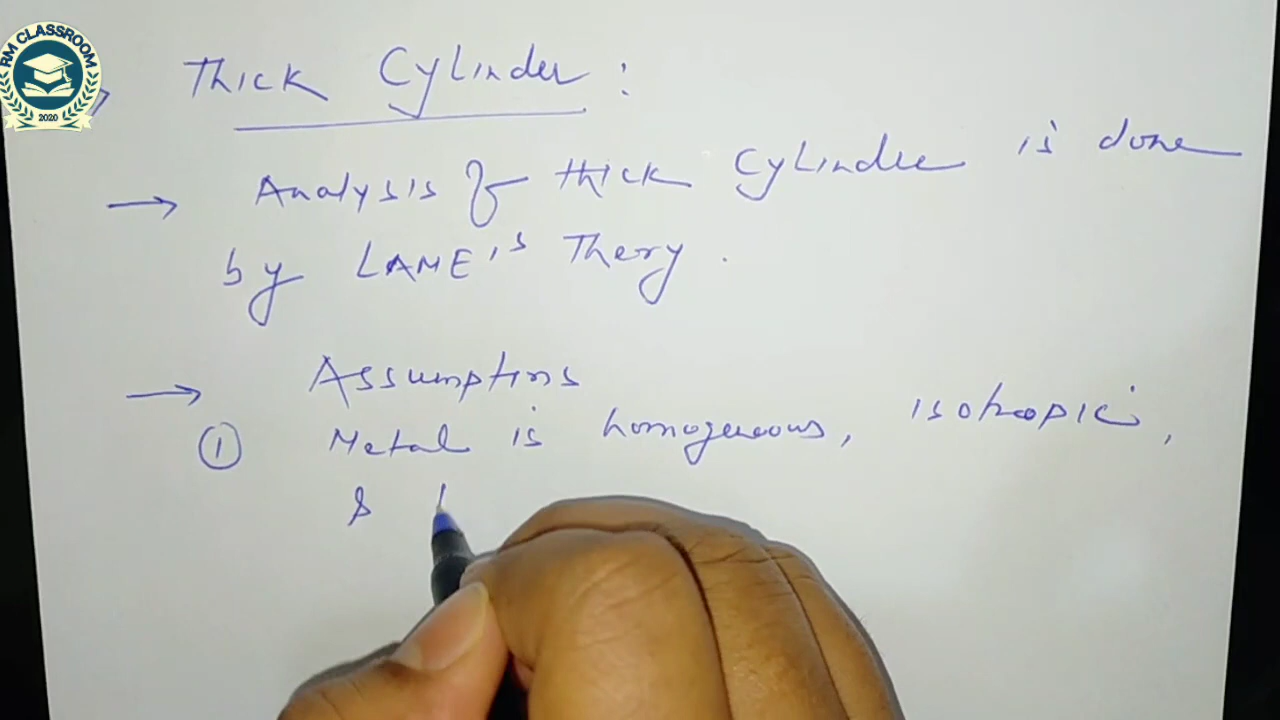 RM CLASSROOM
2020
Thick Cylinder :
→ Analysis of thick Cylinder is done
by LAME's Thery .
→ Assumptins
① Metal is homogeneous, isotropic,
&